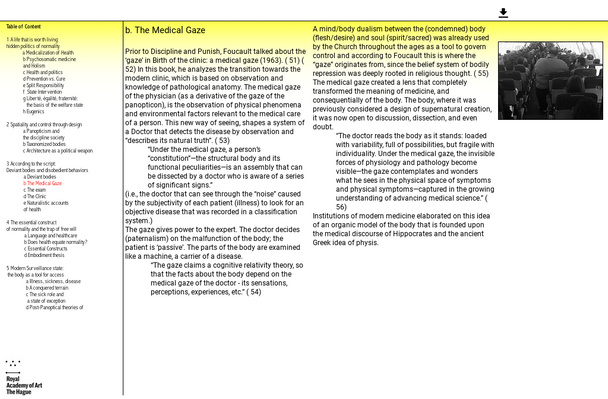 Table of Content
1 A life that is worth living:
hidden politics of normality
a Medicalization of Health
b Psychosomatic medicine
and Holism
c Health and politics
d Prevention vs. Cure
e Split Responsibility
f State Intervention
g Liberté, égalité, fraternité:
the basis of the welfare state
h Eugenics
2 Spatiality and control through design
a Panopticism and
the discipline society
b Taxonomized bodies
c Architecture as a political weapon
3 According to the script:
Deviant bodies and disobedient behaviors
a Deviant bodies
b The Medical Gaze
c The exam
d The Clinic
e Naturalistic accounts
of health
4 The essential construct
of normality and the trap of free will
a Language and healthcare
b Does health equate normality?
c Essential Constructs
d Embodiment thesis
5 Modern Surveillance state:
the body as a tool for access
a Illness, sickness, disease
b A conquered terrain
c The sick role and
a state of exception
d Post-Panoptical theories of
Royal
Academy of Art
The Hague
b. The Medical Gaze
Prior to Discipline and Punish, Foucault talked about the
'gaze' in Birth of the clinic: a medical gaze (1963). ( 51) (
52) In this book, he analyzes the transition towards the
modern clinic, which is based on observation and
knowledge of pathological anatomy. The medical gaze
of the physician (as a derivative of the gaze of the
panopticon), is the observation of physical phenomena
and environmental factors relevant to the medical care
of a person. This new way of seeing, shapes a system of
a Doctor that detects the disease by observation and
"describes its natural truth". ( 53)
"Under the medical gaze, a person's
"constitution"—the structural body and its
functional peculiarities—is an assembly that can
be dissected by a doctor who is aware of a series
of significant signs."
(i.e., the doctor that can see through the "noise" caused
by the subjectivity of each patient (illness) to look for an
objective disease that was recorded in a classification
system.)
The gaze gives power to the expert. The doctor decides
(paternalism) on the malfunction of the body; the
patient is 'passive'. The parts of the body are examined
like a machine, a carrier of a disease.
"The gaze claims a cognitive relativity theory, so
that the facts about the body depend on the
medical gaze of the doctor - its sensations,
perceptions, experiences, etc." ( 54)
A mind/body dualism between the (condemned) body
(flesh/desire) and soul (spirit/sacred) was already used
by the Church throughout the ages as a tool to govern
control and according to Foucault this is where the
"gaze" originates from, since the belief system of bodily
repression was deeply rooted in religious thought. ( 55)
The medical gaze created a lens that completely
transformed the meaning of medicine, and
consequentially of the body. The body, where it was
previously considered a design of supernatural creation,
it was now open to discussion, dissection, and even
doubt.
"The doctor reads the body as it stands: loaded
with variability, full of possibilities, but fragile with
individuality. Under the medical gaze, the invisible
forces of physiology and pathology become
visible—the gaze contemplates and wonders
what he sees in the physical space of symptoms
and physical symptoms—captured in the growing
understanding of advancing medical science." (
56)
Institutions of modern medicine elaborated on this idea
of an organic model of the body that is founded upon
the medical discourse of Hippocrates and the ancient
Greek idea of physis.